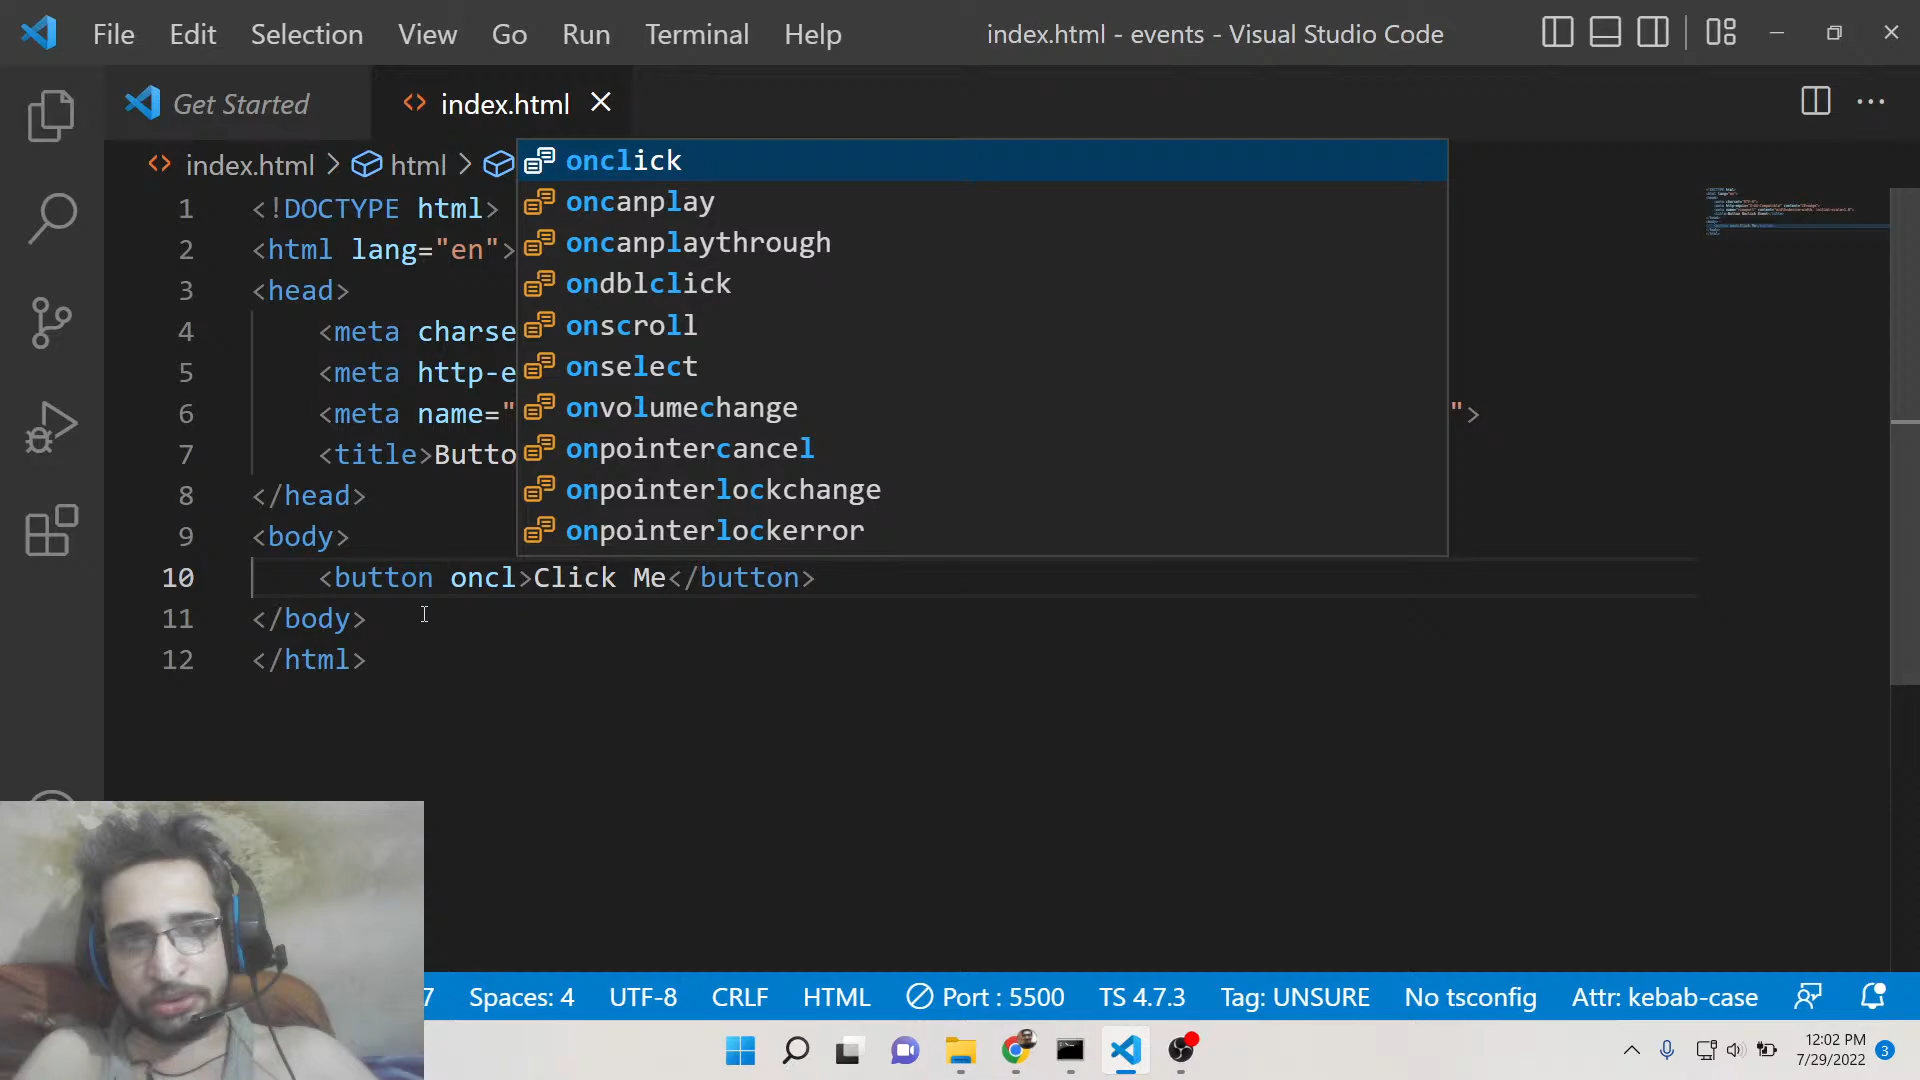 File Edit Selection View Go Run Terminal Help index.html - events - Visual Studio Code
Get Started index.html
index.html > html >
onclick
oncanplay
oncanplaythrough
ondblclick
onscroll
onselect
onvolumechange
onpointercancel
onpointerlockchange
onpointerlockerror
1 <!DOCTYPE html>
2 <html lang="en">
3 <head>
4 <meta charse
5 <meta http-e
6 <meta name=" ">
7 <title>Butto
8 </head>
9 <body>
10 <button oncl>Click Me</button>
11 </body>
12 </html>
7 Spaces: 4 UTF-8 CRLF HTML Port : 5500 TS 4.7.3 Tag: UNSURE No tsconfig Attr: kebab-case
12:02 PM
7/29/2022 3